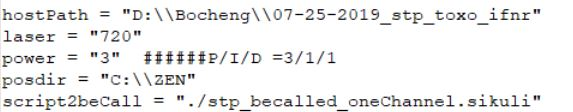 hostPath = "D:\\Bocheng\\07-25-2019_stp_toxo_ifnr"
laser = "720"
power = "3"  ######P/I/D =3/1/1
posdir = "C:\\ZEN"
script2beCall = "./stp_becalled_oneChannel.sikuli"